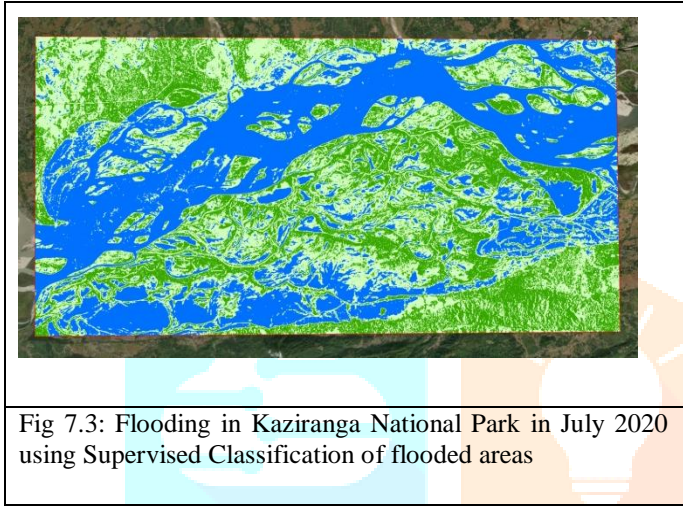 Fig 7.3: Flooding in Kaziranga National Park in July 2020
using Supervised Classification of flooded areas